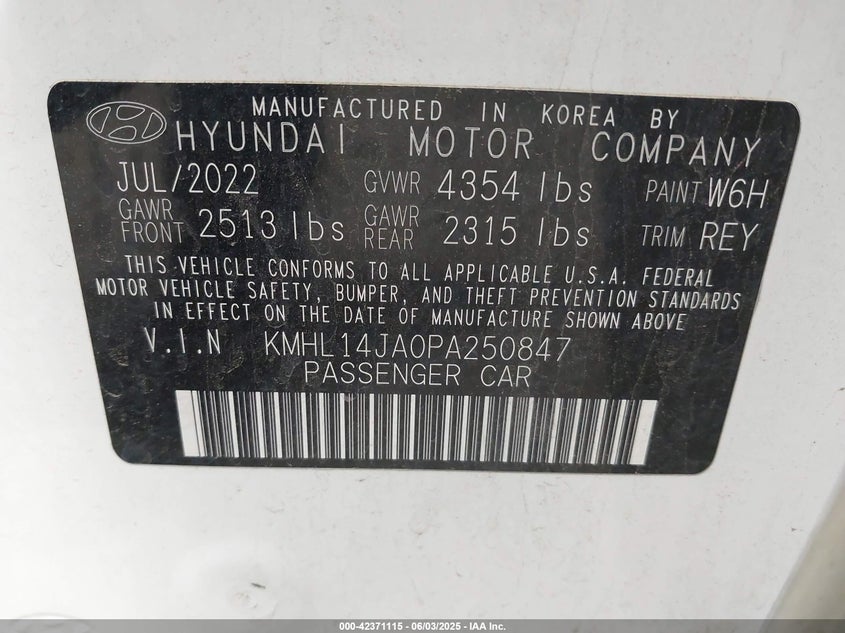 MANUFACTURED IN KOREA BY
HYUNDAI MOTOR COMPANY
JUL/2022 GVWR 4354 lbs PAINT W6H
GAWR FRONT 2513 lbs GAWR REAR 2315 lbs TRIM REY
THIS VEHICLE CONFORMS TO ALL APPLICABLE U.S.A. FEDERAL
MOTOR VEHICLE SAFETY, BUMPER, AND THEFT PREVENTION STANDARDS
IN EFFECT ON THE DATE OF MANUFACTURE SHOWN ABOVE
V.I.N KMHL14JA0PA250847
PASSENGER CAR
000-42371115 - 06/03/2025 - IAA Inc.